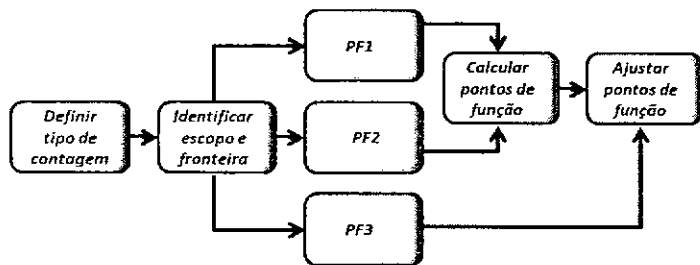 Definir
tipo de
contagem
Identificar
escopo e
fronteira
PF1
PF2
PF3
Calcular
pontos de
função
Ajustar
pontos de
função